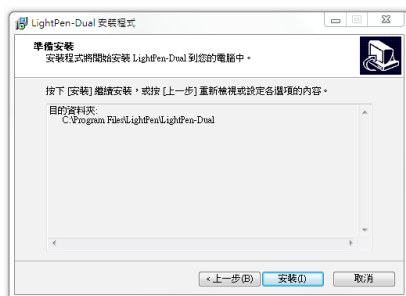 LightPen-Dual 安裝程式
準備安裝
安裝程式將開始安裝 LightPen-Dual 到您的電腦中。
按下 [安裝] 繼續安裝，或按 [上一步] 重新檢視或設定各選項的內容。
目的資料夾:
C:\Program Files\LightPen\LightPen-Dual
<上一步(B)
安裝(I)
取消